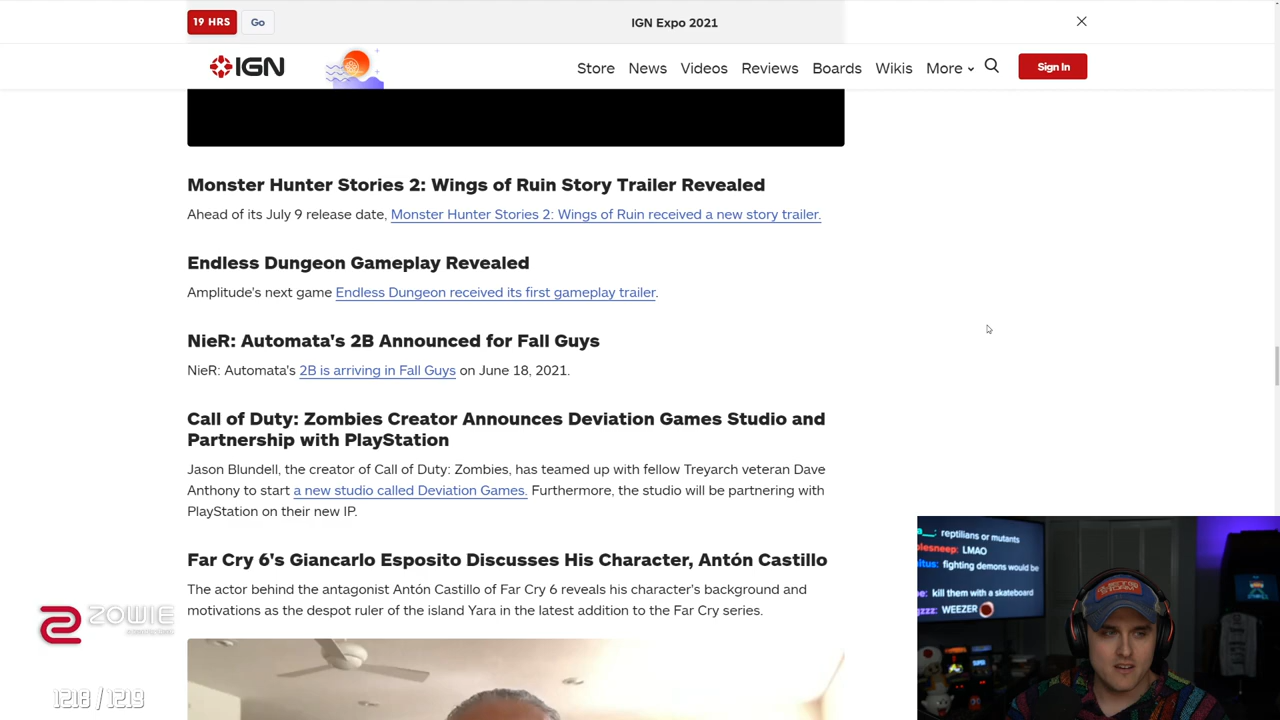 19 HRS
Go
IGN Expo 2021
IGN
Store
News
Videos
Reviews
Boards
Wikis
More
Sign In
Monster Hunter Stories 2: Wings of Ruin Story Trailer Revealed
Ahead of its July 9 release date, Monster Hunter Stories 2: Wings of Ruin received a new story trailer.
Endless Dungeon Gameplay Revealed
Amplitude's next game Endless Dungeon received its first gameplay trailer.
NieR: Automata's 2B Announced for Fall Guys
NieR: Automata's 2B is arriving in Fall Guys on June 18, 2021.
Call of Duty: Zombies Creator Announces Deviation Games Studio and
Partnership with PlayStation
Jason Blundell, the creator of Call of Duty: Zombies, has teamed up with fellow Treyarch veteran Dave
Anthony to start a new studio called Deviation Games. Furthermore, the studio will be partnering with
PlayStation on their new IP.
Far Cry 6's Giancarlo Esposito Discusses His Character, Antón Castillo
The actor behind the antagonist Antón Castillo of Far Cry 6 reveals his character's background and
motivations as the despot ruler of the island Yara in the latest addition to the Far Cry series.
reptilians or mutants
LMAO
fighting demons would be
kill them with a skateboard
WEEZER
ZOWIE
1218 / 1219